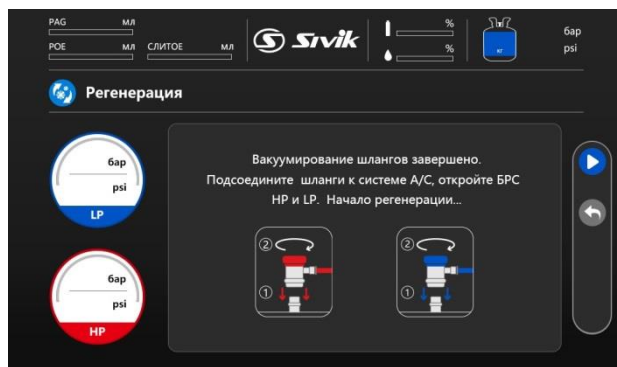 PAG мл
POE мл СЛИТОЕ мл
S Sivik
%
%
кг
бар
psi
Регенерация
бар
psi
LP
бар
psi
HP
Вакуумирование шлангов завершено.
Подсоедините шланги к системе A/C, откройте БРС
HP и LP. Начало регенерации...
2
1
2
1